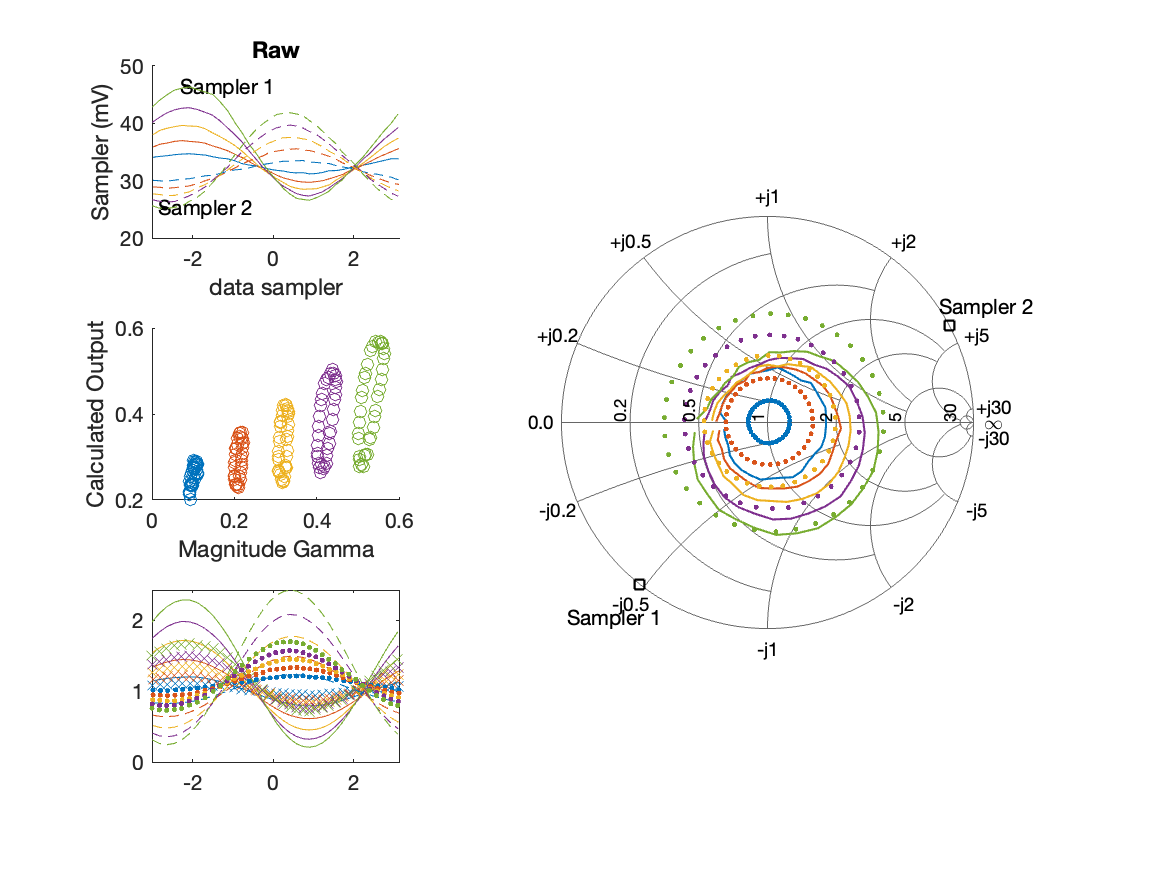 Raw
50
40
30
20
Sampler (mV)
Sampler 1
Sampler 2
-2
0
2
data sampler
0.6
0.4
0.2
Calculated Output
0
0.2
0.4
0.6
Magnitude Gamma
2
1
0
-2
0
2
+j1
+j0.5
+j2
Sampler 2
+j0.2
+j5
0.0
0.2
0.5
1
2
5
30
+j30
∞
-j30
-j0.2
-j5
-j0.5
Sampler 1
-j2
-j1